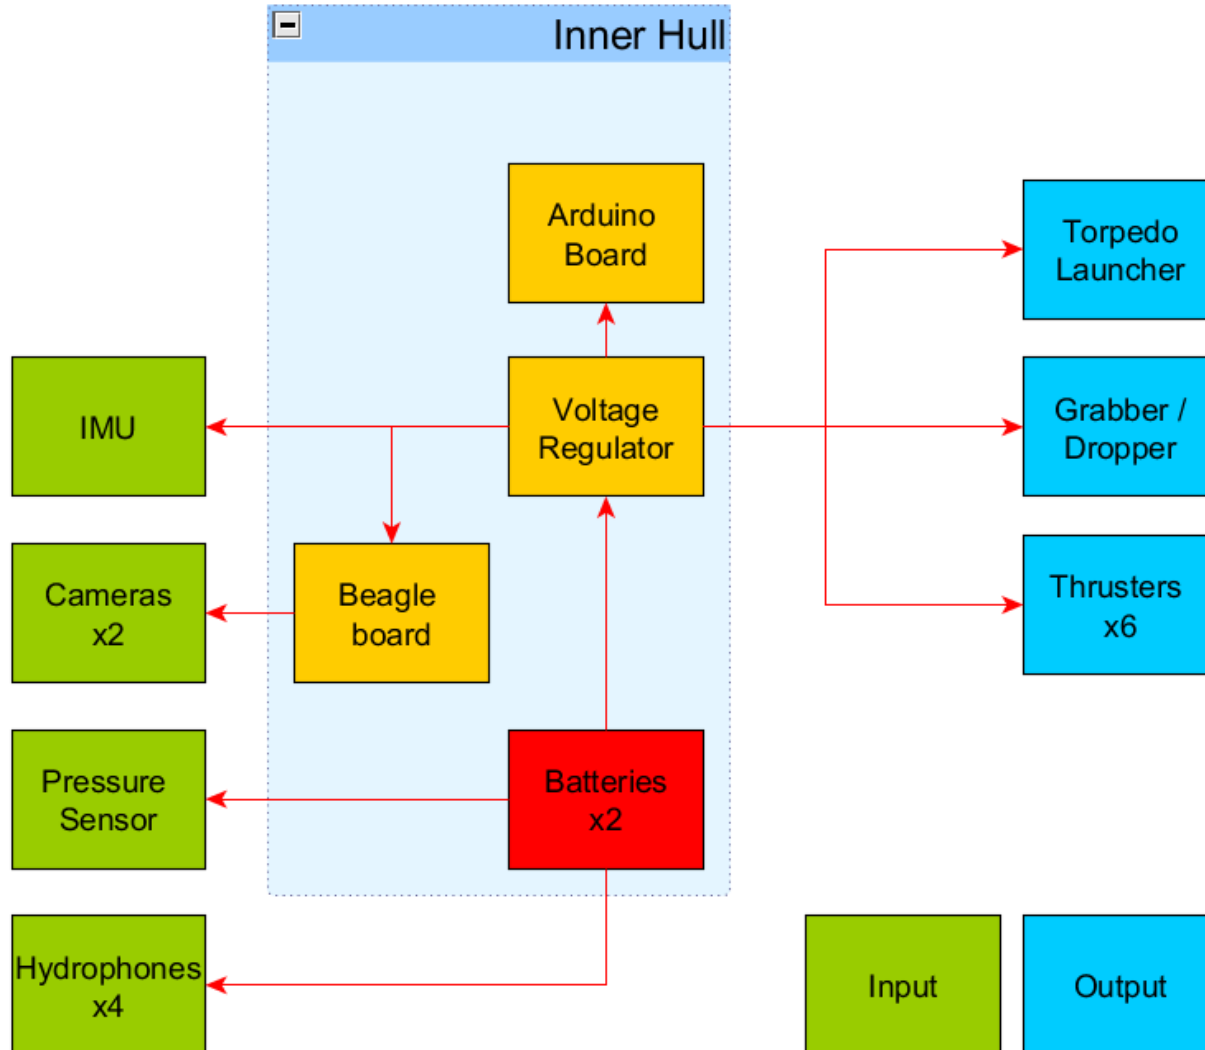 Inner Hull
Arduino
Board
Torpedo
Launcher
IMU
Voltage
Regulator
Grabber /
Dropper
Cameras
x2
Beagle
board
Thrusters
x6
Pressure
Sensor
Batteries
x2
Hydrophones
x4
Input
Output